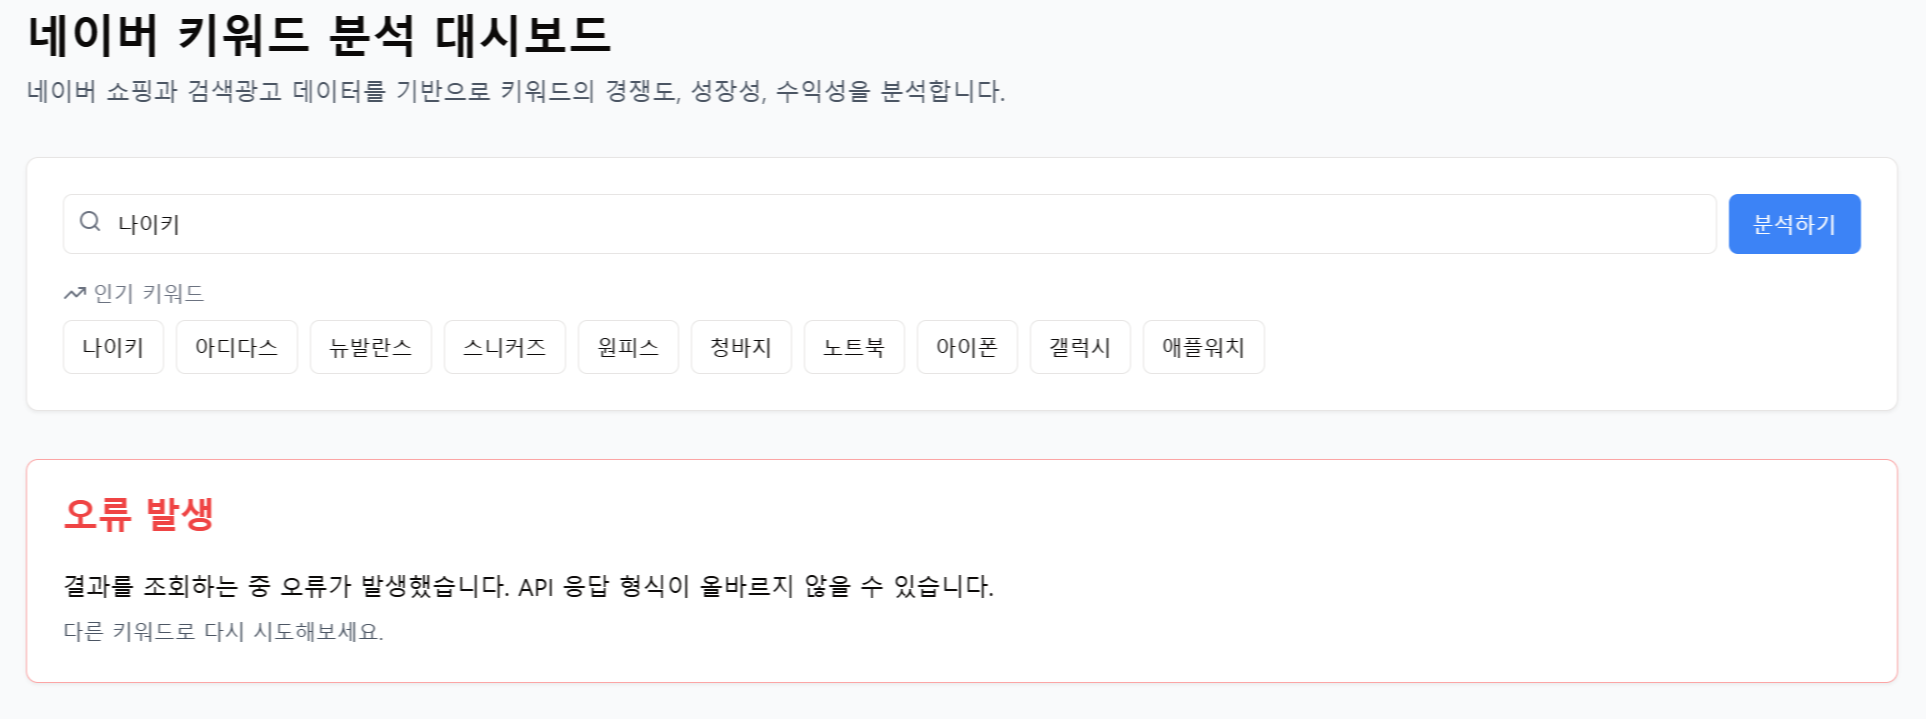 네이버 키워드 분석 대시보드
네이버 쇼핑과 검색광고 데이터를 기반으로 키워드의 경쟁도, 성장성, 수익성을 분석합니다.
나이키
분석하기
인기 키워드
나이키 아디다스 뉴발란스 스니커즈 원피스 청바지 노트북 아이폰 갤럭시 애플워치
오류 발생
결과를 조회하는 중 오류가 발생했습니다. API 응답 형식이 올바르지 않을 수 있습니다.
다른 키워드로 다시 시도해보세요.